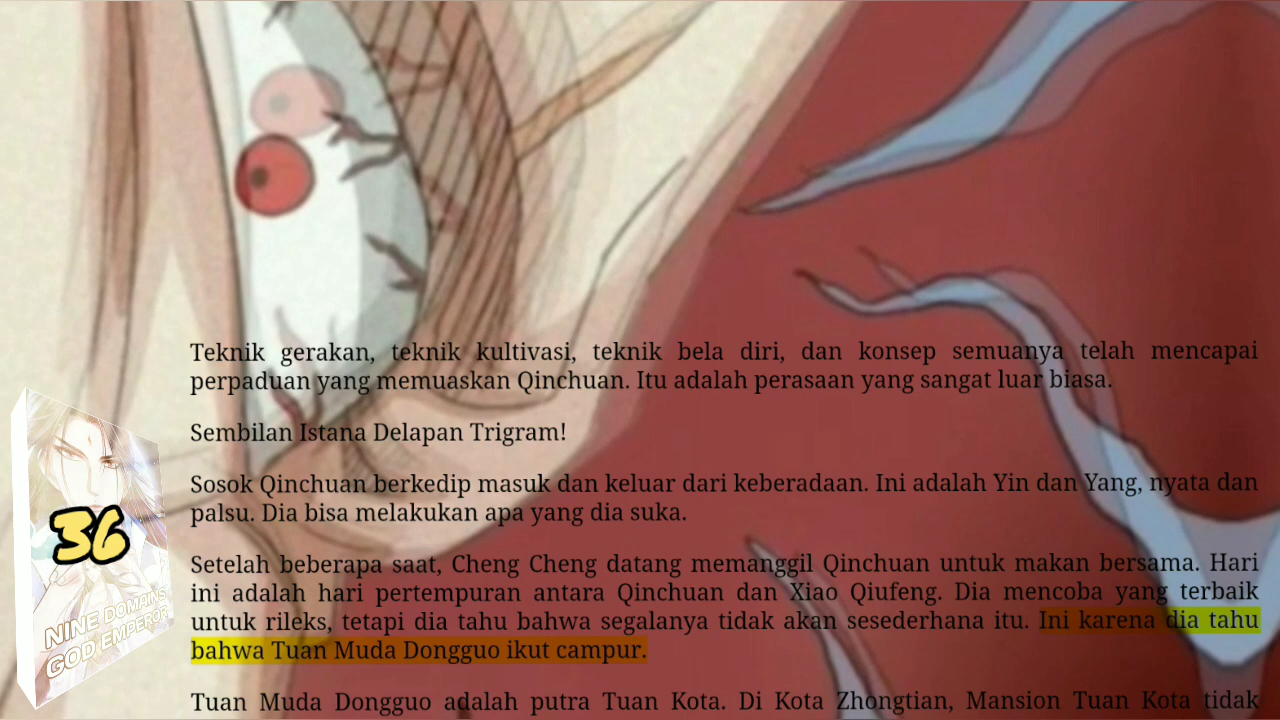 Teknik gerakan, teknik kultivasi, teknik bela diri, dan konsep semuanya telah mencapai
perpaduan yang memuaskan Qinchuan. Itu adalah perasaan yang sangat luar biasa.
Sembilan Istana Delapan Trigram!
Sosok Qinchuan berkedip masuk dan keluar dari keberadaan. Ini adalah Yin dan Yang, nyata dan
palsu. Dia bisa melakukan apa yang dia suka.
Setelah beberapa saat, Cheng Cheng datang memanggil Qinchuan untuk makan bersama. Hari
ini adalah hari pertempuran antara Qinchuan dan Xiao Qiufeng. Dia mencoba yang terbaik
untuk rileks, tetapi dia tahu bahwa segalanya tidak akan sesederhana itu. Ini karena dia tahu
bahwa Tuan Muda Dongguo ikut campur.
Tuan Muda Dongguo adalah putra Tuan Kota. Di Kota Zhongtian, Mansion Tuan Kota tidak
36
NINE DOMAINS
GOD EMPEROR